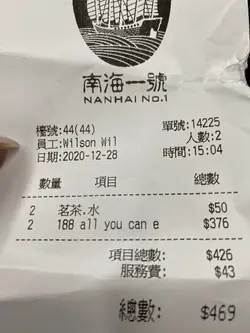 南海一號
NANHAI NO.1
檯號:44(44) 單號:14225
員工:Wilson Wil 人數:2
日期:2020-12-28 時間:15:04
數量 項目 總數
2 茗茶.水 $50
2 188 all you can e $376
項目總數: $426
服務費: $43
總數: $469